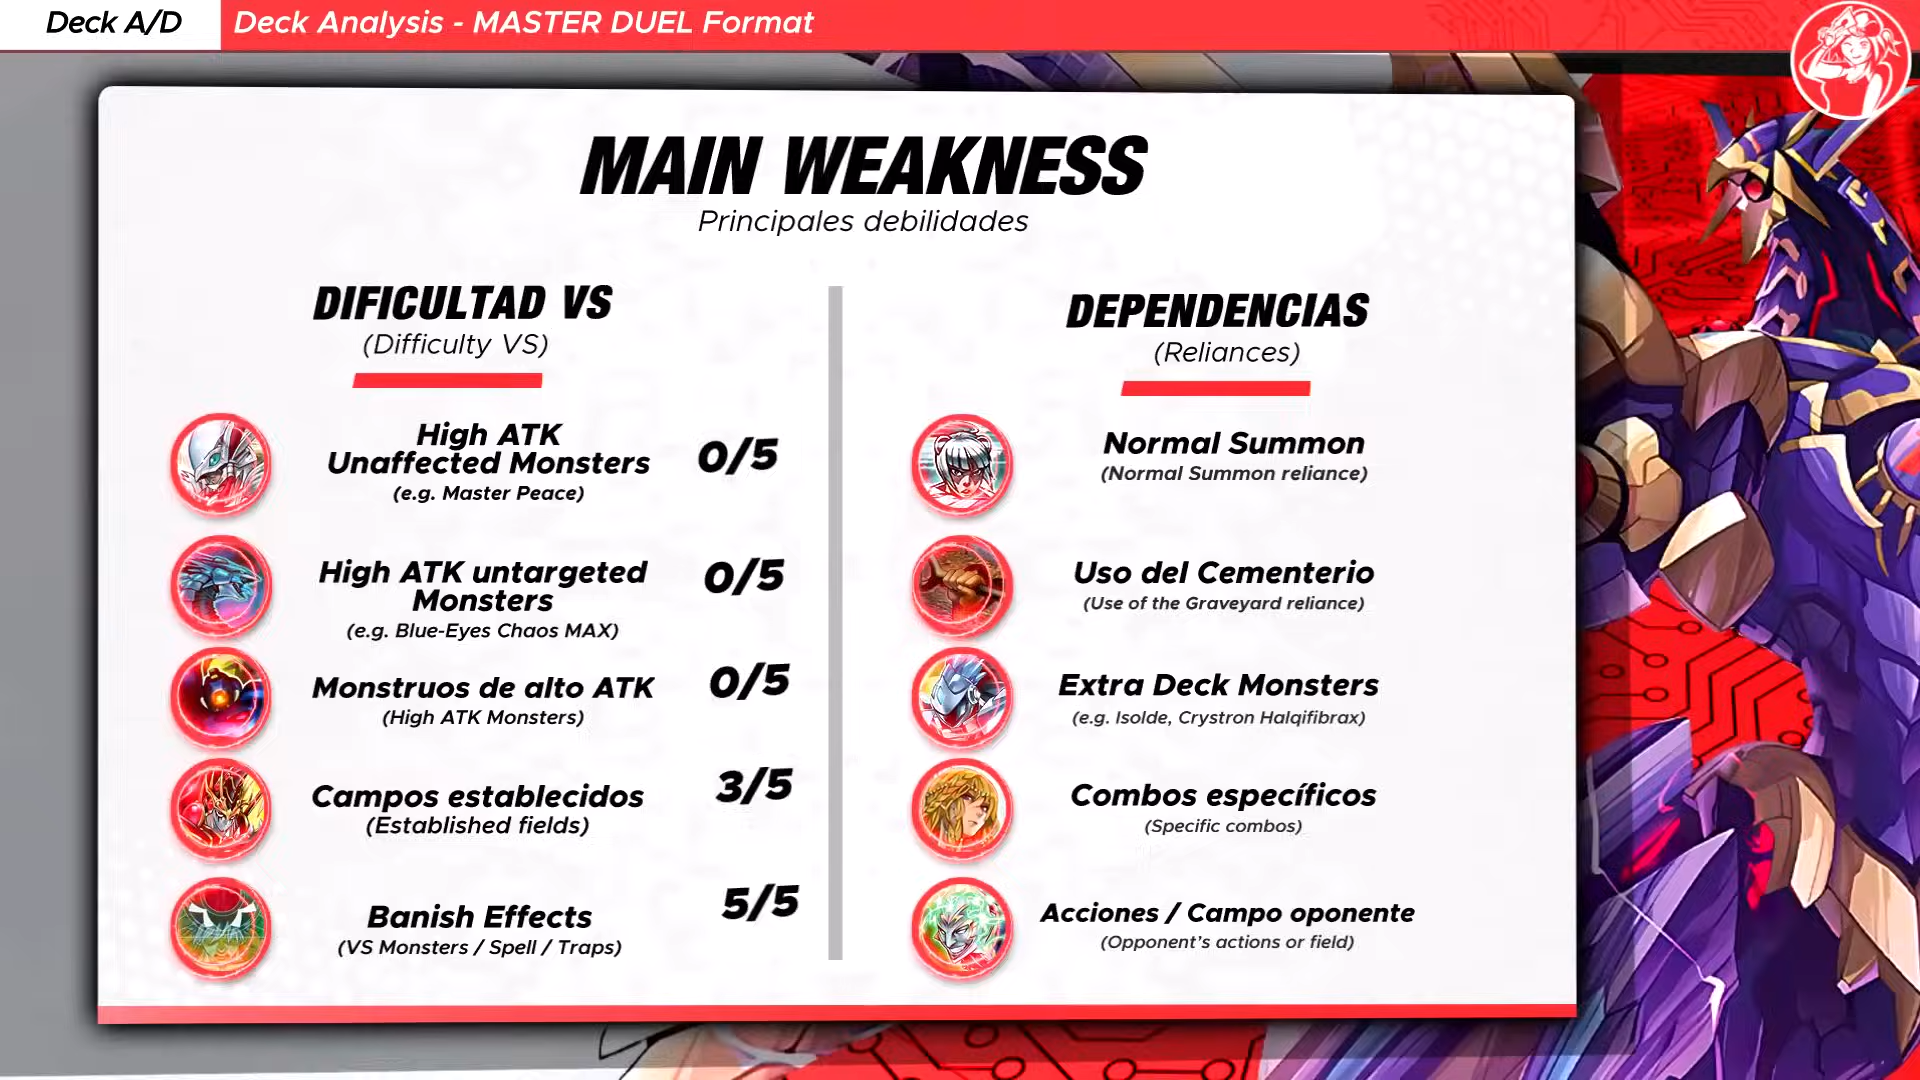 Deck A/D
Deck Analysis - MASTER DUEL Format
MAIN WEAKNESS
Principales debilidades
DIFICULTAD VS
(Difficulty VS)
High ATK
Unaffected Monsters
(e.g. Master Peace)
0/5
High ATK untargeted
Monsters
(e.g. Blue-Eyes Chaos MAX)
0/5
Monstruos de alto ATK
(High ATK Monsters)
0/5
Campos establecidos
(Established fields)
3/5
Banish Effects
(VS Monsters / Spell / Traps)
5/5
DEPENDENCIAS
(Reliances)
Normal Summon
(Normal Summon reliance)
Uso del Cementerio
(Use of the Graveyard reliance)
Extra Deck Monsters
(e.g. Isolde, Crystron Halqifibrax)
Combos específicos
(Specific combos)
Acciones / Campo oponente
(Opponent's actions or field)